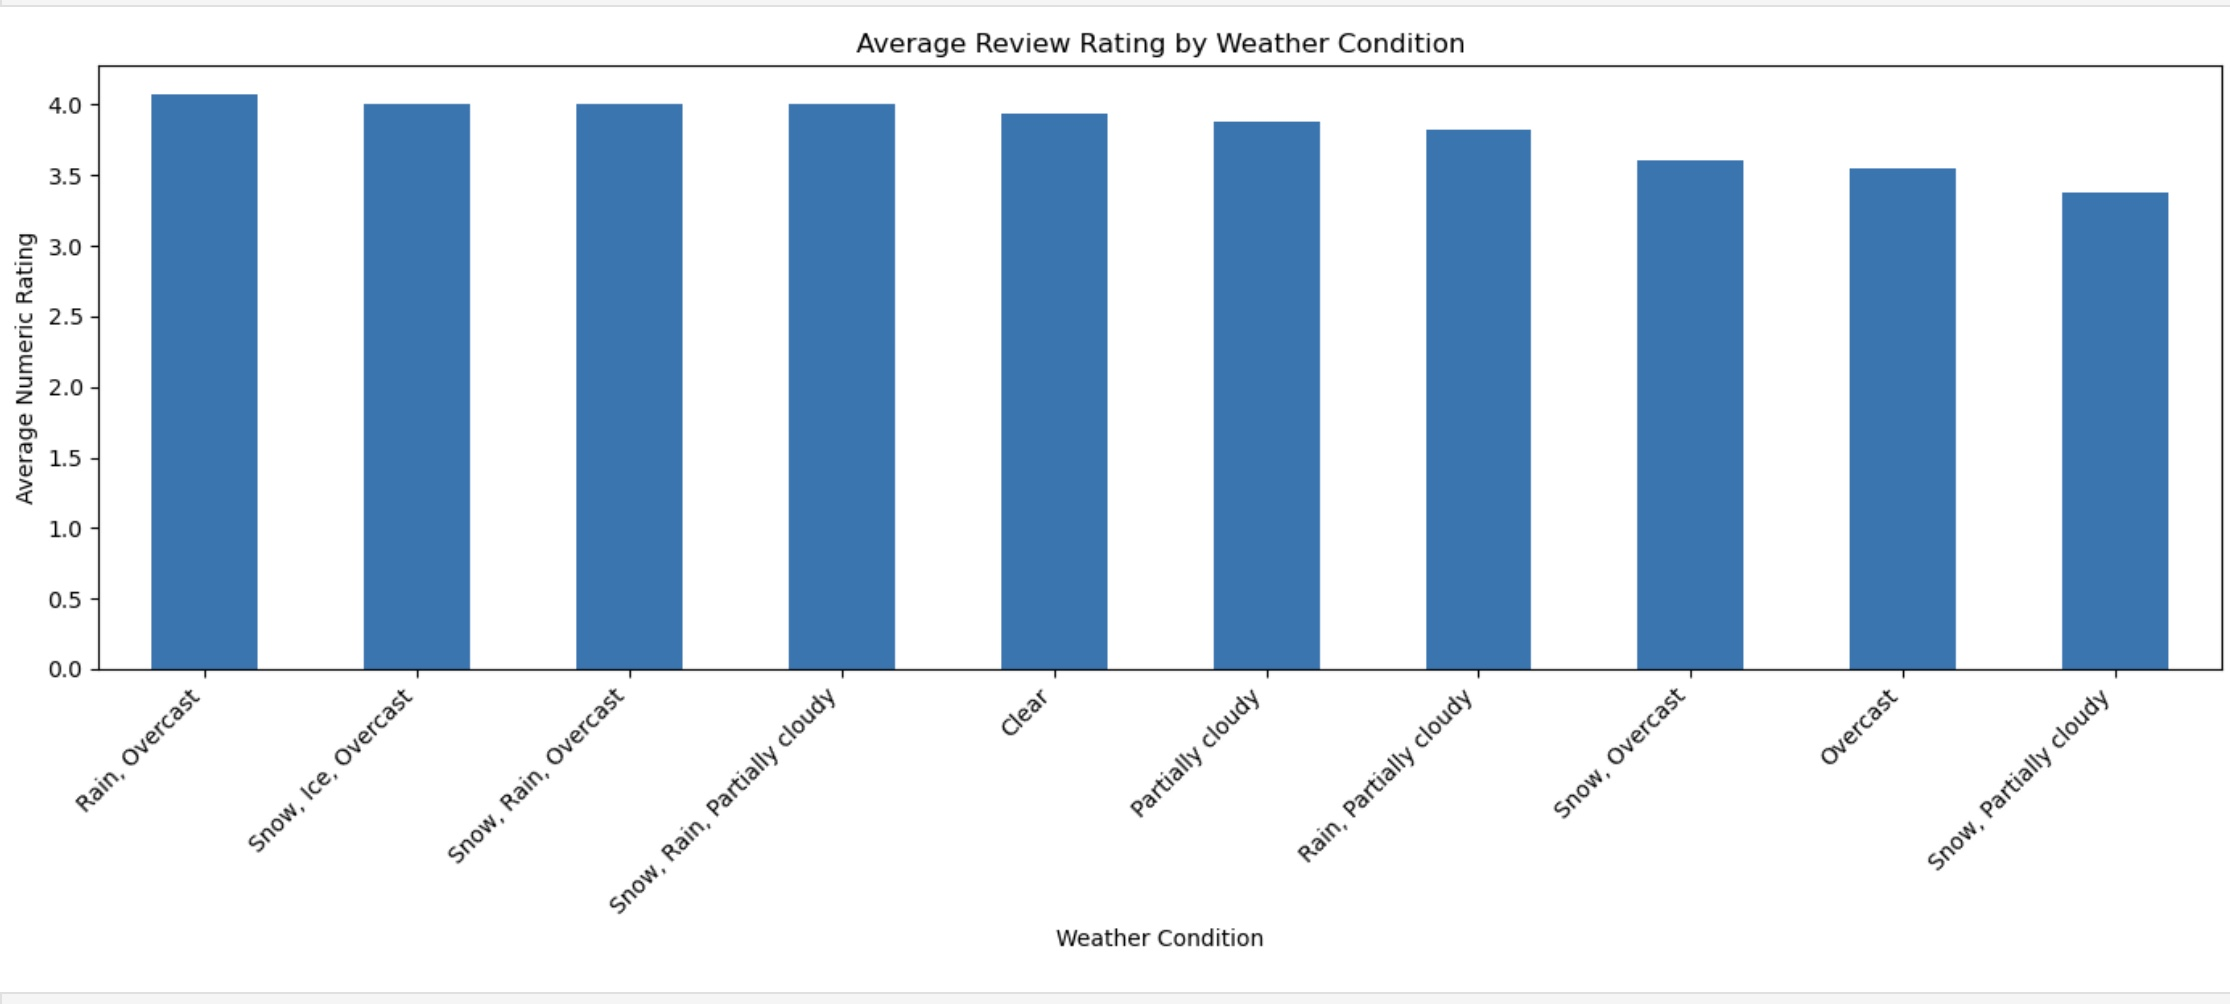 Average Review Rating by Weather Condition
Average Numeric Rating
4.0
3.5
3.0
2.5
2.0
1.5
1.0
0.5
0.0
Rain, Overcast
Snow, Ice, Overcast
Snow, Rain, Overcast
Snow, Rain, Partially cloudy
Clear
Partially cloudy
Rain, Partially cloudy
Snow, Overcast
Overcast
Snow, Partially cloudy
Weather Condition